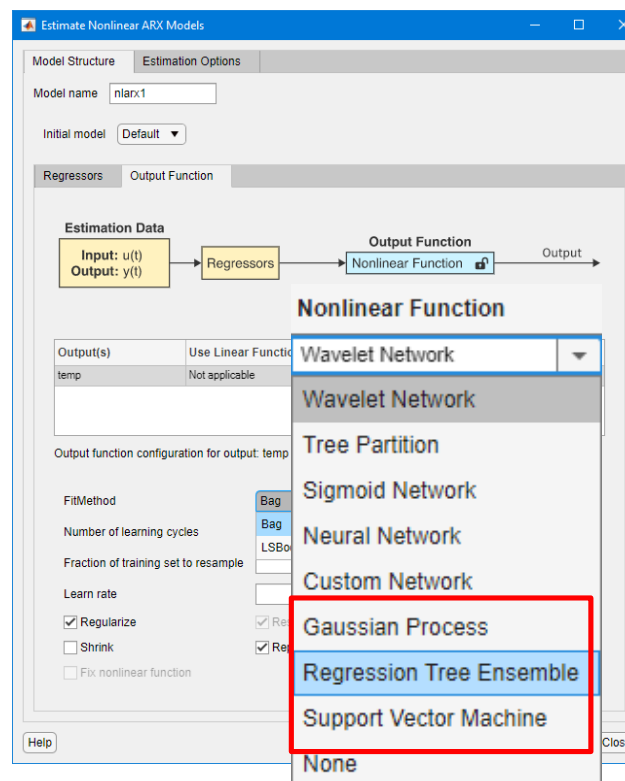 Estimate Nonlinear ARX Models
Model Structure Estimation Options
Model name nlarx1
Initial model Default
Regressors Output Function
Estimation Data
Input: u(t)
Output: y(t)
Regressors
Output Function
Nonlinear Function
Output
Nonlinear Function
Output(s) Use Linear Wavelet Network
temp Not applicable
Wavelet Network
Tree Partition
Sigmoid Network
Neural Network
Custom Network
Gaussian Process
Regression Tree Ensemble
Support Vector Machine
None
Output function configuration for output: temp
FitMethod Bag
Bag
Number of learning cycles
Fraction of training set to resample
Learn rate
Regularize
Shrink
Fix nonlinear function
Help